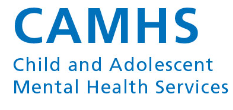 CAMHS
Child and Adolescent
Mental Health Services